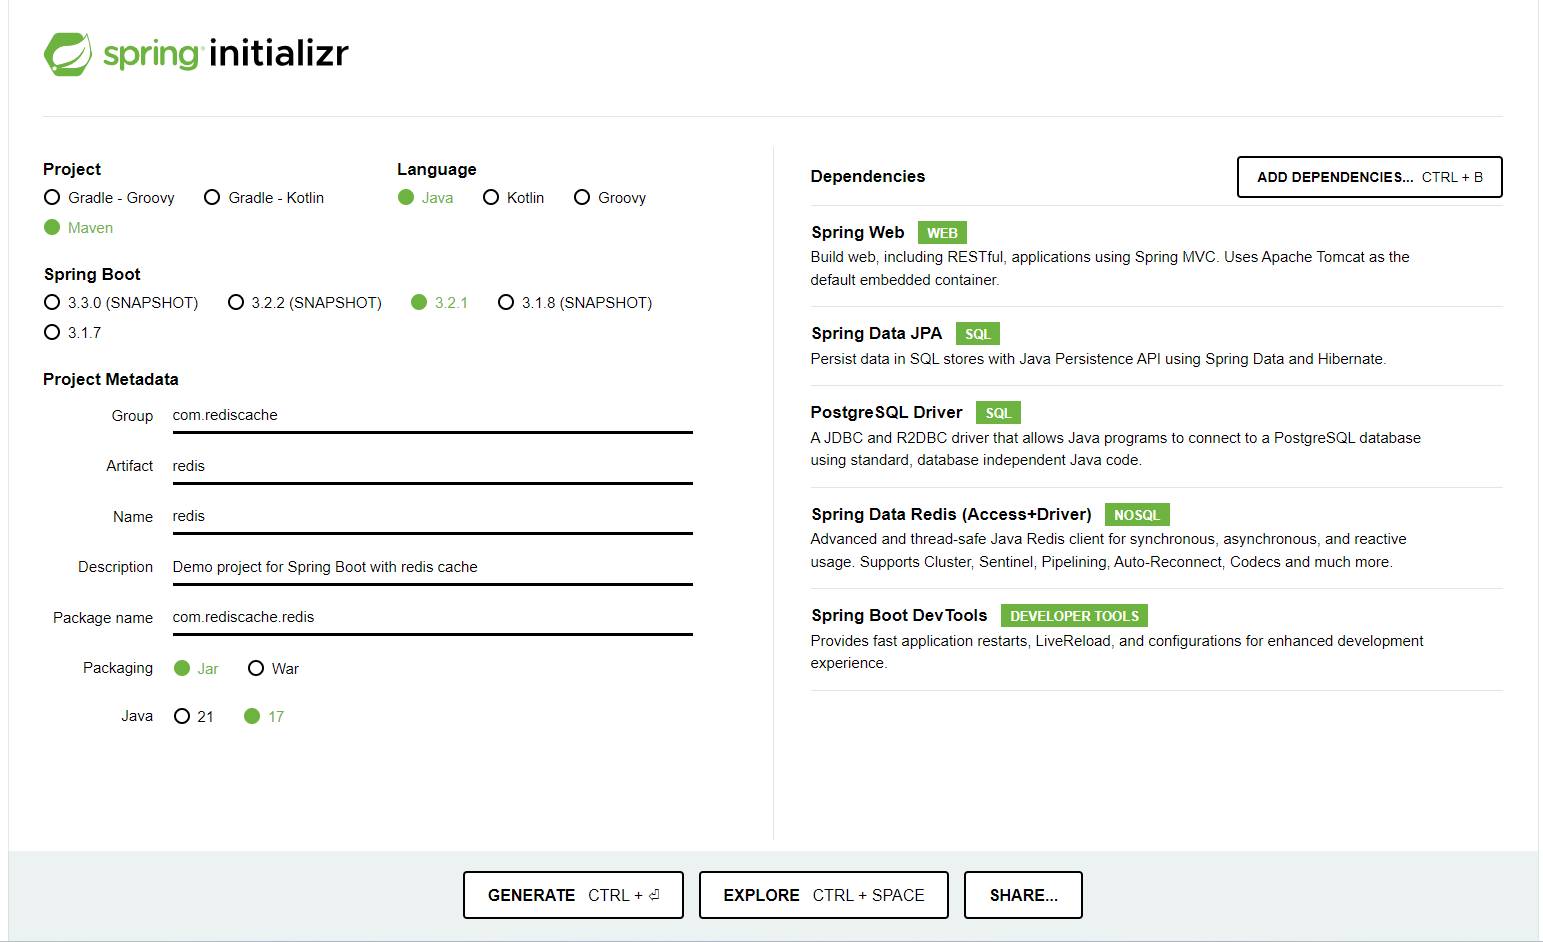 spring initializr
Project
Gradle - Groovy Gradle - Kotlin
Maven
Language
Java Kotlin Groovy
Spring Boot
3.3.0 (SNAPSHOT) 3.2.2 (SNAPSHOT) 3.2.1 3.1.8 (SNAPSHOT)
3.1.7
Project Metadata
Group com.rediscache
Artifact redis
Name redis
Description Demo project for Spring Boot with redis cache
Package name com.rediscache.redis
Packaging Jar War
Java 21 17
Dependencies ADD DEPENDENCIES... CTRL + B
Spring Web WEB
Build web, including RESTful, applications using Spring MVC. Uses Apache Tomcat as the
default embedded container.
Spring Data JPA SQL
Persist data in SQL stores with Java Persistence API using Spring Data and Hibernate.
PostgreSQL Driver SQL
A JDBC and R2DBC driver that allows Java programs to connect to a PostgreSQL database
using standard, database independent Java code.
Spring Data Redis (Access+Driver) NOSQL
Advanced and thread-safe Java Redis client for synchronous, asynchronous, and reactive
usage. Supports Cluster, Sentinel, Pipelining, Auto-Reconnect, Codecs and much more.
Spring Boot DevTools DEVELOPER TOOLS
Provides fast application restarts, LiveReload, and configurations for enhanced development
experience.
GENERATE CTRL + ⏎ EXPLORE CTRL + SPACE SHARE...